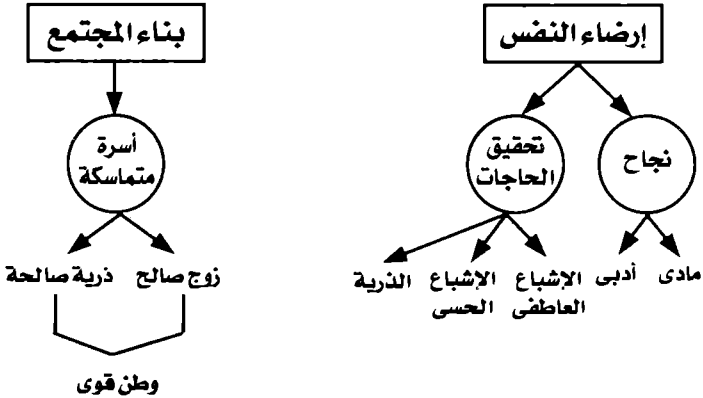 إرضاء النفس
نجاح
تحقيق
الحاجات
مادى
أدبى
الإشباع
العاطفى
الإشباع
الحسى
الذرية
بناء المجتمع
أسرة
متماسكة
زوج صالح
ذرية صالحة
وطن قوى